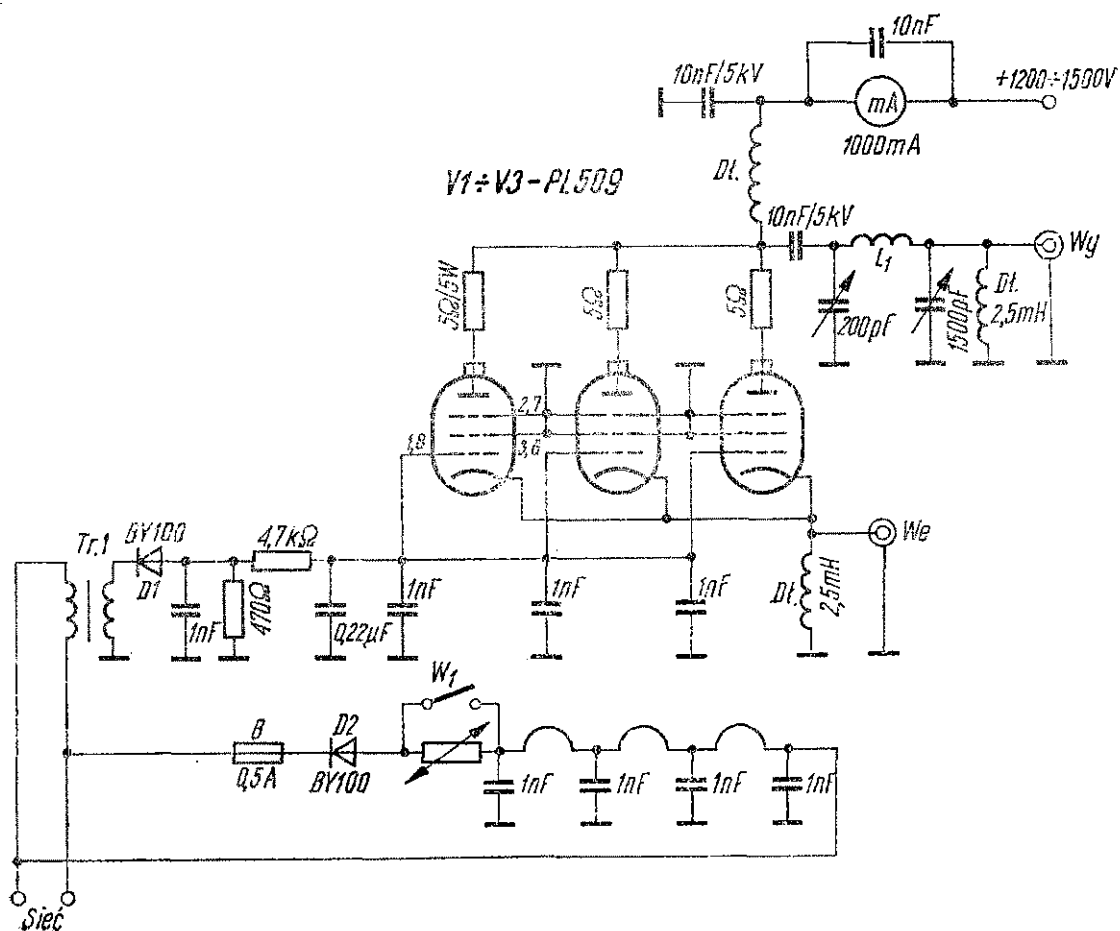 10nF
10nF/5kV
+1200÷1500V
mA
1000mA
Dł.
V1÷V3-PL509
10nF/5kV
Wy
L1
5Ω/5W
5Ω
5Ω
200pF
1500pF
Dł.
2,5mH
2,7
1,8
3,6
Tr.1
BY100
D1
4,7kΩ
We
1nF
470Ω
0,22µF
1nF
1nF
1nF
Dł.
2,5mH
W1
B
0,5A
D2
BY100
1nF
1nF
1nF
1nF
Sieć